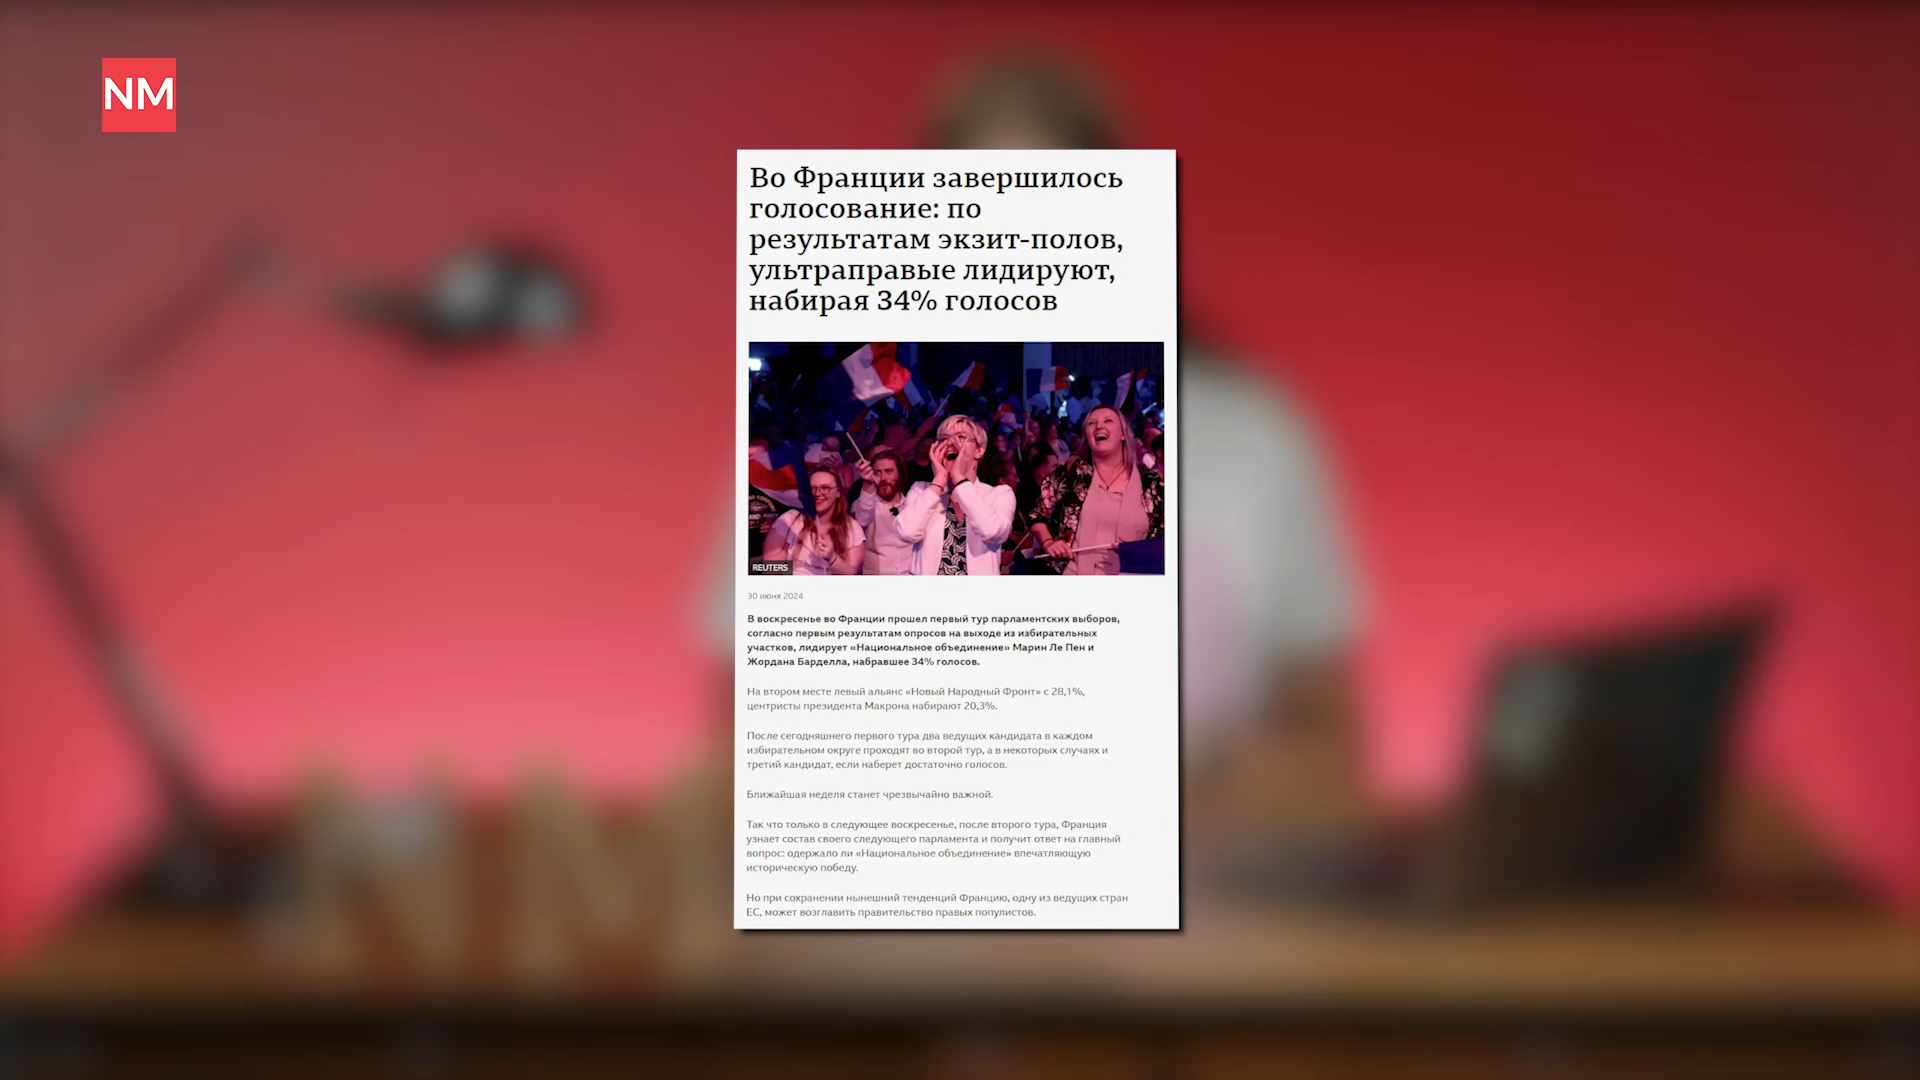 NM
Во Франции завершилось
голосование: по
результатам экзит-полов,
ультраправые лидируют,
набирая 34% голосов
REUTERS
30 июня 2024
В воскресенье во Франции прошел первый тур парламентских выборов,
согласно первым результатам опросов на выходе из избирательных
участков, лидирует «Национальное объединение» Марин Ле Пен и
Жордана Барделла, набравшее 34% голосов.
На втором месте левый альянс «Новый Народный Фронт» с 28,1%,
центристы президента Макрона набирают 20,3%.
После сегодняшнего первого тура два ведущих кандидата в каждом
избирательном округе проходят во второй тур, а в некоторых случаях и
третий кандидат, если наберет достаточно голосов.
Ближайшая неделя станет чрезвычайно важной.
Так что только в следующее воскресенье, после второго тура, Франция
узнает состав своего следующего парламента и получит ответ на главный
вопрос: одержало ли «Национальное объединение» впечатляющую
историческую победу.
Но при сохранении нынешний тенденций Францию, одну из ведущих стран
ЕС, может возглавить правительство правых популистов.